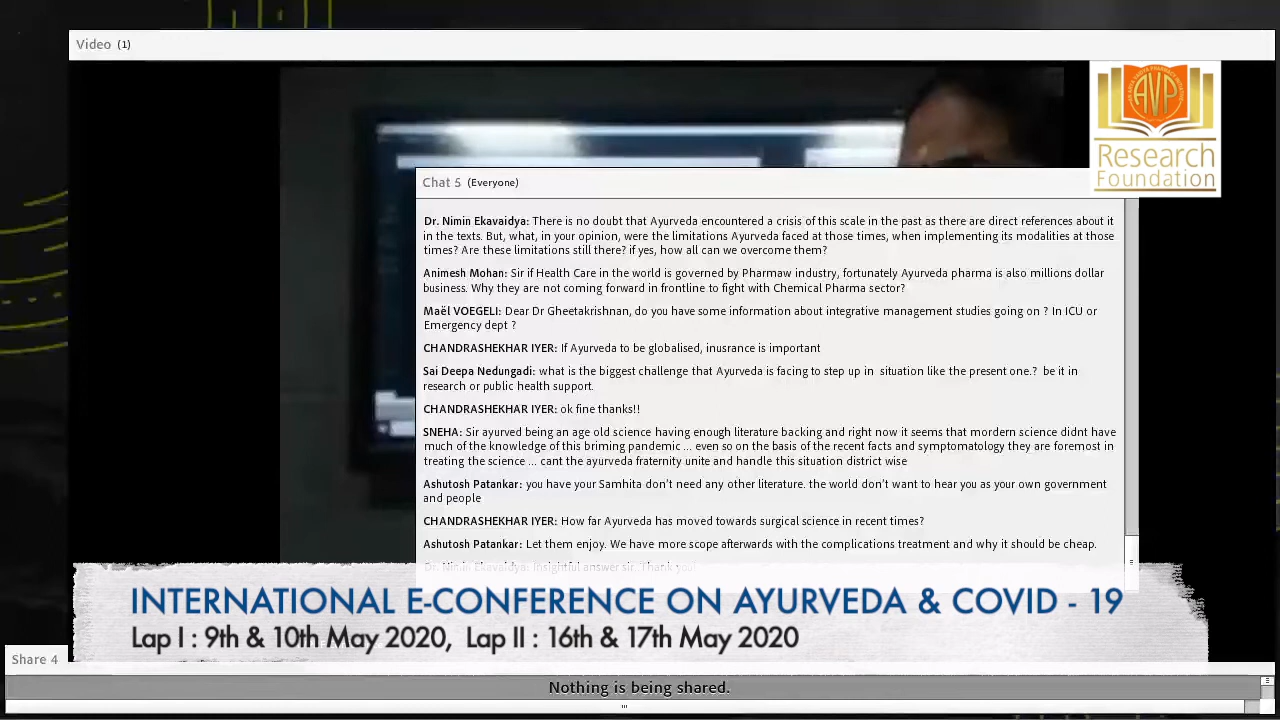 Video (1)
AVP
Research
Foundation
Chat 5 (Everyone)
Dr. Nimin Ekavaidya: There is no doubt that Ayurveda encountered a crisis of this scale in the past as there are direct references about it
in the texts. But, what, in your opinion, were the limitations Ayurveda faced at those times, when implementing its modalities at those
times? Are these limitations still there? if yes, how all can we overcome them?
Animesh Mohan: Sir if Health Care in the world is governed by Pharmaw industry, fortunately Ayurveda pharma is also millions dollar
business. Why they are not coming forward in frontline to fight with Chemical Pharma sector?
Maël VOEGELI: Dear Dr Gheetakrishnan, do you have some information about integrative management studies going on ? In ICU or
Emergency dept ?
CHANDRASHEKHAR IYER: If Ayurveda to be globalised, inusrance is important
Sai Deepa Nedungadi: what is the biggest challenge that Ayurveda is facing to step up in situation like the present one.? be it in
research or public health support.
CHANDRASHEKHAR IYER: ok fine thanks!!
SNEHA: Sir ayurved being an age old science having enough literature backing and right now it seems that mordern science didnt have
much of the knowledge of this briming pandemic ... even so on the basis of the recent facts and symptomatology they are foremost in
treating the science ... cant the ayurveda fraternity unite and handle this situation district wise
Ashutosh Patankar: you have your Samhita don't need any other literature. the world don't want to hear you as your own government
and people
CHANDRASHEKHAR IYER: How far Ayurveda has moved towards surgical science in recent times?
Ashutosh Patankar: Let them enjoy. We have more scope afterwards with the complications treatment and why it should be cheap.
Dr. Nimin Ekavaidya: Insightful answer sir. Thank you!
INTERNATIONAL E-CONFERENCE ON AYURVEDA & COVID - 19
Lap I : 9th & 10th May 2020, Lap II : 16th & 17th May 2020
Share 4
Nothing is being shared.